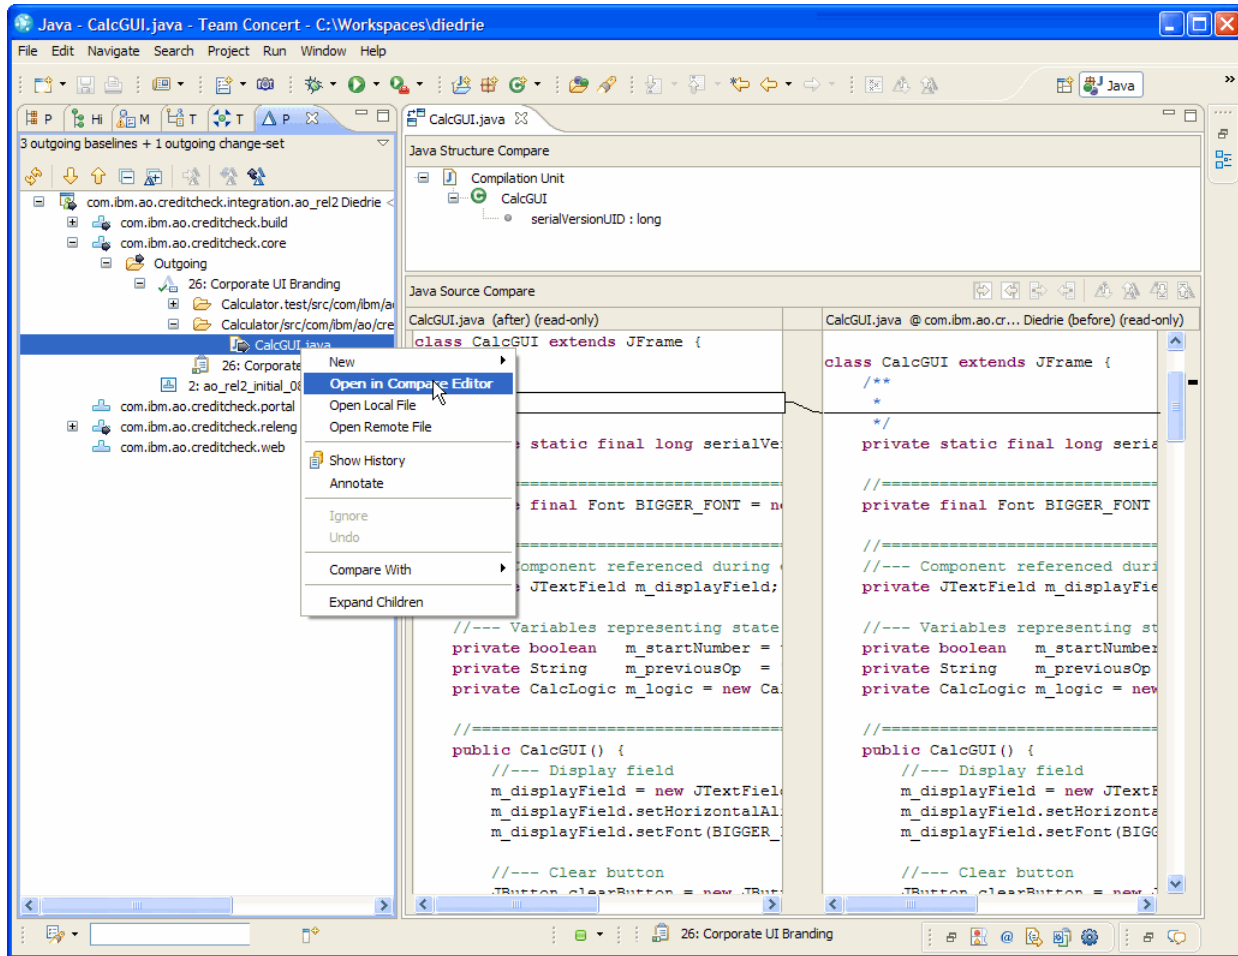 Java - CalcGUI.java - Team Concert - C:\Workspaces\diedrie
File Edit Navigate Search Project Run Window Help
Java
»
P Hi M T T P
3 outgoing baselines + 1 outgoing change-set
com.ibm.ao.creditcheck.integration.ao_rel2 Diedrie <
com.ibm.ao.creditcheck.build
com.ibm.ao.creditcheck.core
Outgoing
26: Corporate UI Branding
Calculator.test/src/com/ibm/a
Calculator/src/com/ibm/ao/cre
CalcGUI.java
26: Corporate
2: ao_rel2_initial_08
com.ibm.ao.creditcheck.portal
com.ibm.ao.creditcheck.releng
com.ibm.ao.creditcheck.web
New
Open in Compare Editor
Open Local File
Open Remote File
Show History
Annotate
Ignore
Undo
Compare With
Expand Children
CalcGUI.java
Java Structure Compare
Compilation Unit
CalcGUI
serialVersionUID : long
Java Source Compare
CalcGUI.java (after) (read-only)
class CalcGUI extends JFrame {
static final long serialVe
final Font BIGGER_FONT = n
Component referenced during
JTextField m_displayField;
//--- Variables representing state
private boolean m_startNumber =
private String m_previousOp =
private CalcLogic m_logic = new Ca
//================================
public CalcGUI() {
//--- Display field
m_displayField = new JTextFiel
m_displayField.setHorizontalAl
m_displayField.setFont(BIGGER_
//--- Clear button
JButton clearButton = new JBut
CalcGUI.java @ com.ibm.ao.cr... Diedrie (before) (read-only)
class CalcGUI extends JFrame {
/**
*
*/
private static final long seria
//=============================
private final Font BIGGER_FONT
//=============================
//--- Component referenced duri
private JTextField m_displayFie
//--- Variables representing st
private boolean m_startNumber
private String m_previousOp
private CalcLogic m_logic = new
//=============================
public CalcGUI() {
//--- Display field
m_displayField = new JTextF
m_displayField.setHorizonta
m_displayField.setFont(BIGG
//--- Clear button
JButton clearButton = new J
26: Corporate UI Branding